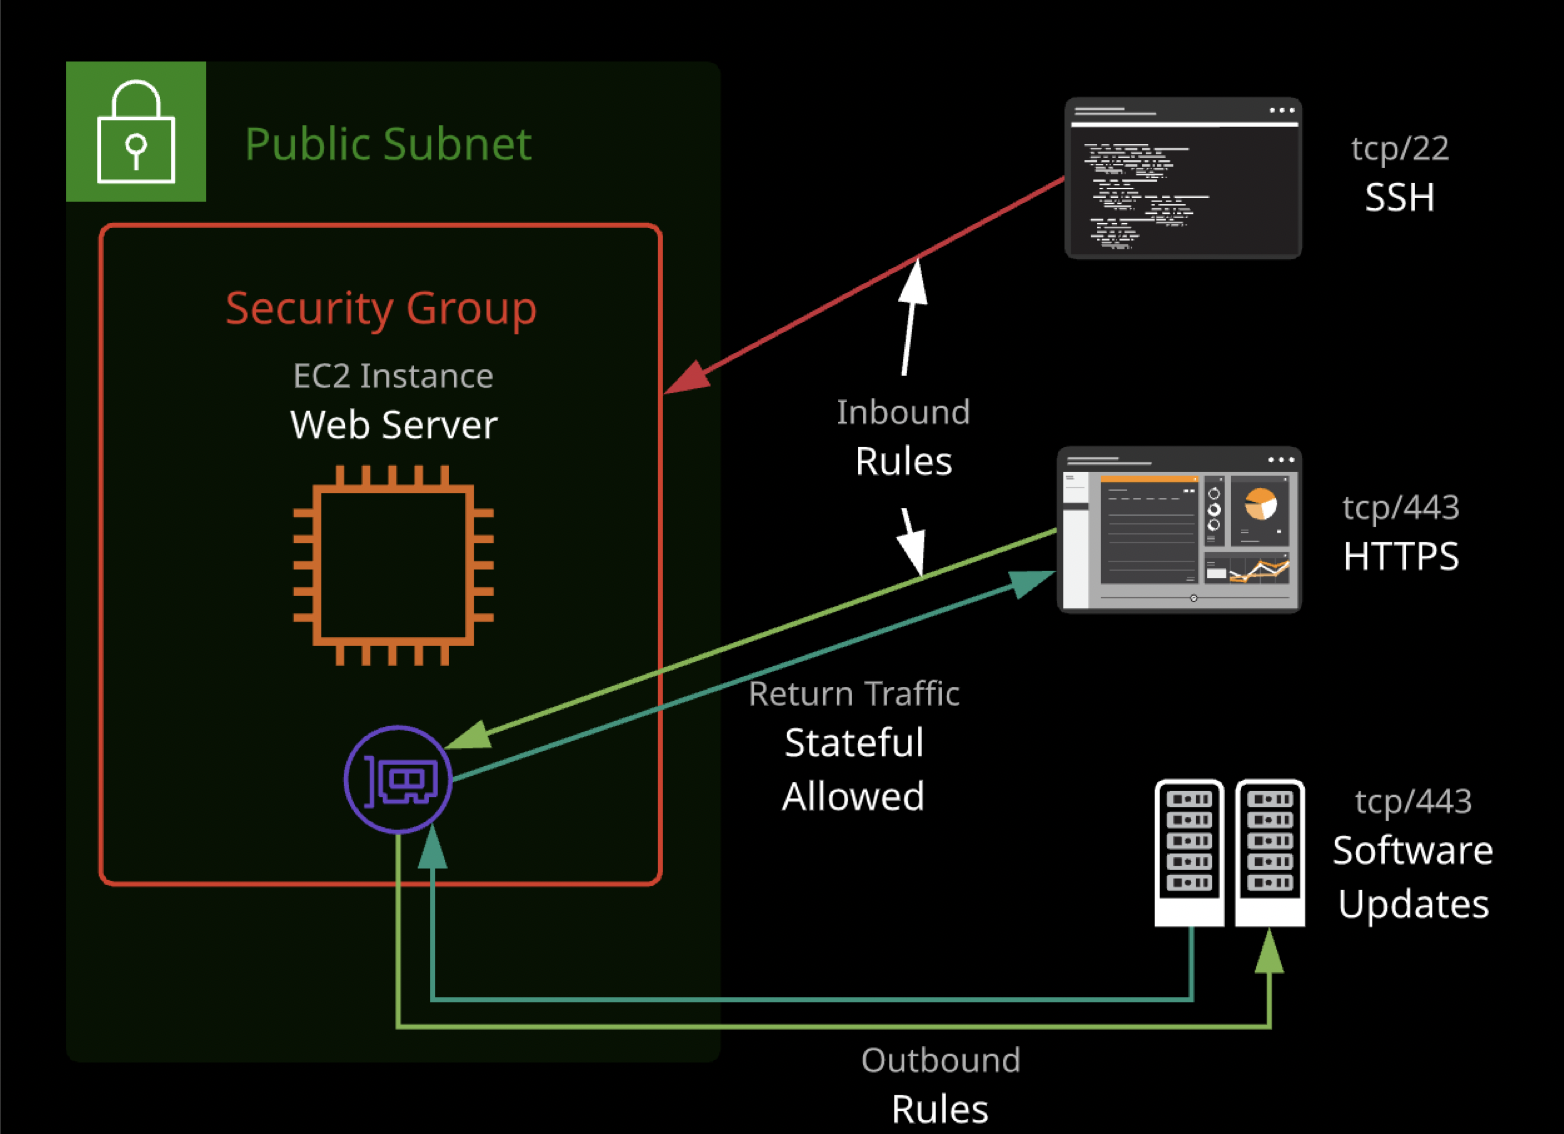 Public Subnet
Security Group
EC2 Instance
Web Server
tcp/22
SSH
Inbound
Rules
tcp/443
HTTPS
Return Traffic
Stateful
Allowed
tcp/443
Software
Updates
Outbound
Rules